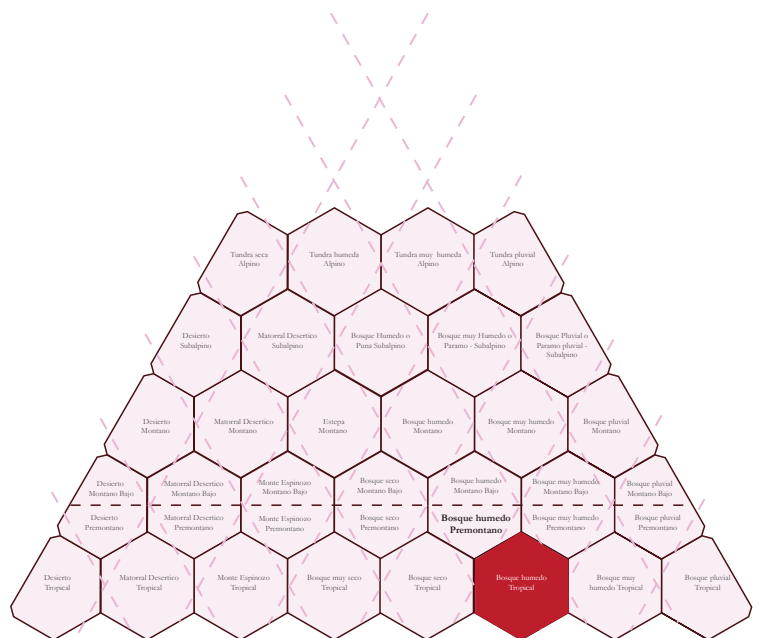 Tundra seca
Alpino
Tundra humeda
Alpino
Tundra muy humeda
Alpino
Tundra pluvial
Alpino
Desierto
Subalpino
Matorral Desertico
Subalpino
Bosque Humedo o
Puna Subalpino
Bosque muy Humedo o
Paramo - Subalpino
Bosque Pluvial o
Paramo pluvial -
Subalpino
Desierto
Montano
Matorral Desertico
Montano
Estepa
Montano
Bosque humedo
Montano
Bosque muy humedo
Montano
Bosque pluvial
Montano
Desierto
Montano Bajo
Matorral Desertico
Montano Bajo
Monte Espinozo
Montano Bajo
Bosque seco
Montano Bajo
Bosque humedo
Montano Bajo
Bosque muy humedo
Montano Bajo
Bosque pluvial
Montano Bajo
Desierto
Premontano
Matorral Desertico
Premontano
Monte Espinozo
Premontano
Bosque seco
Premontano
Bosque humedo
Premontano
Bosque muy humedo
Premontano
Bosque pluvial
Premontano
Desierto
Tropical
Matorral Desertico
Tropical
Monte Espinozo
Tropical
Bosque muy seco
Tropical
Bosque seco
Tropical
Bosque humedo
Tropical
Bosque muy
humedo Tropical
Bosque pluvial
Tropical